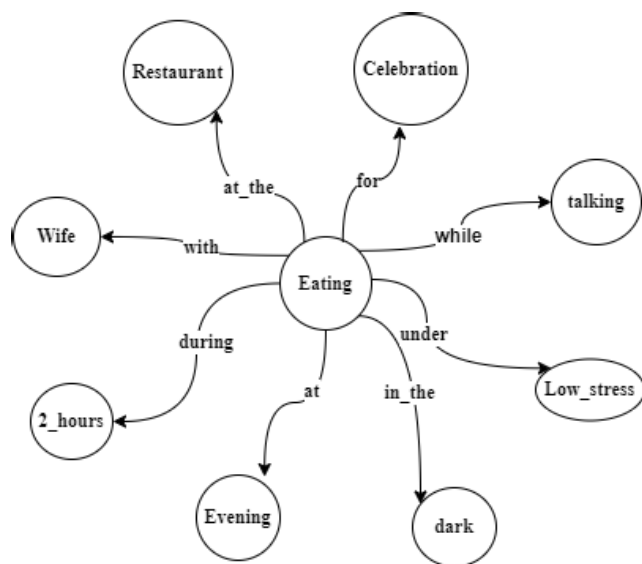 Restaurant
Celebration
at_the
for
talking
Wife
with
while
Eating
during
under
2_hours
at
in_the
Low_stress
Evening
dark